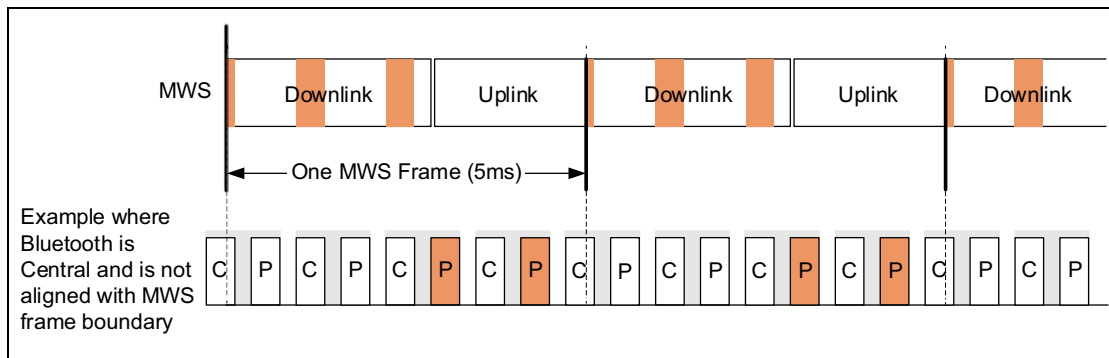 MWS
Downlink
Uplink
Downlink
Uplink
Downlink
One MWS Frame (5ms)
Example where
Bluetooth is
Central and is not
aligned with MWS
frame boundary
C P C P C P C P C P C P C P C P C P C P